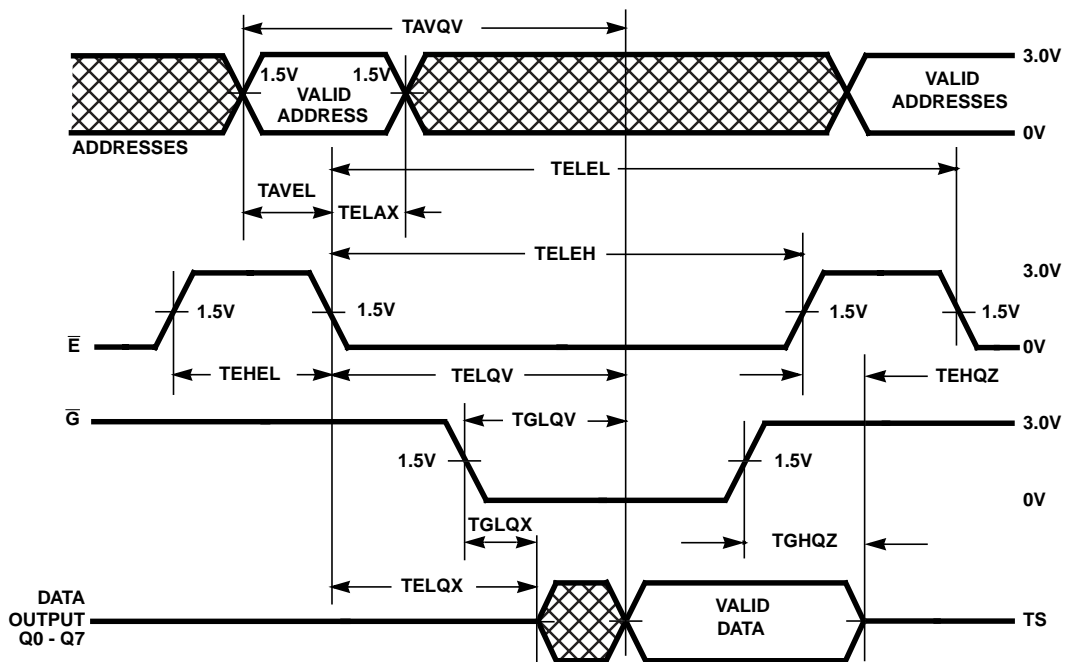 TAVQV
3.0V
1.5V
1.5V
VALID
ADDRESS
VALID
ADDRESSES
0V
ADDRESSES
TELEL
TAVEL
TELAX
TELEH
3.0V
1.5V
1.5V
1.5V
1.5V
E̅
0V
TEHEL
TELQV
TEHQZ
G̅
TGLQV
3.0V
1.5V
1.5V
0V
TGLQX
TGHQZ
TELQX
DATA
OUTPUT
Q0 - Q7
VALID
DATA
TS